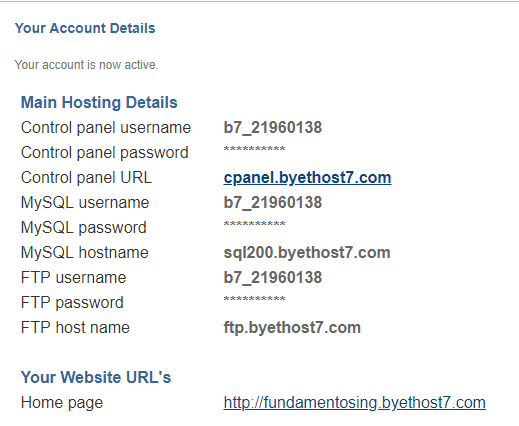 Your Account Details
Your account is now active.
Main Hosting Details
Control panel username b7_21960138
Control panel password **********
Control panel URL cpanel.byethost7.com
MySQL username b7_21960138
MySQL password **********
MySQL hostname sql200.byethost7.com
FTP username b7_21960138
FTP password **********
FTP host name ftp.byethost7.com
Your Website URL's
Home page http://fundamentosing.byethost7.com